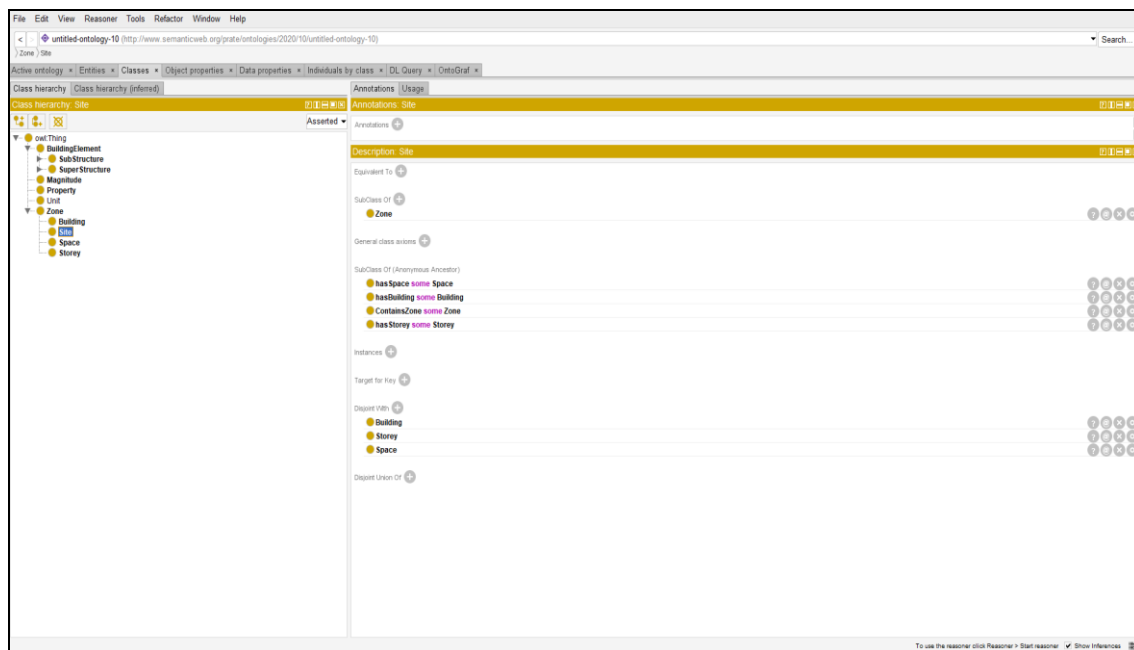 File Edit View Reasoner Tools Refactor Window Help
< > untitled-ontology-10 (http://www.semanticweb.org/prate/ontologies/2020/10/untitled-ontology-10) Search...
Zone Site
Active ontology × Entities × Classes × Object properties × Data properties × Individuals by class × DL Query × OntoGraf ×
Class hierarchy Class hierarchy (inferred)
Class hierarchy: Site
Asserted
owl:Thing
BuildingElement
SubStructure
SuperStructure
Magnitude
Property
Unit
Zone
Building
Site
Space
Storey
Annotations Usage
Annotations: Site
Annotations
Description: Site
Equivalent To
SubClass Of
Zone
General class axioms
SubClass Of (Anonymous Ancestor)
hasSpace some Space
hasBuilding some Building
ContainsZone some Zone
hasStorey some Storey
Instances
Target for Key
Disjoint With
Building
Storey
Space
Disjoint Union Of
To use the reasoner click Reasoner > Start reasoner Show Inferences